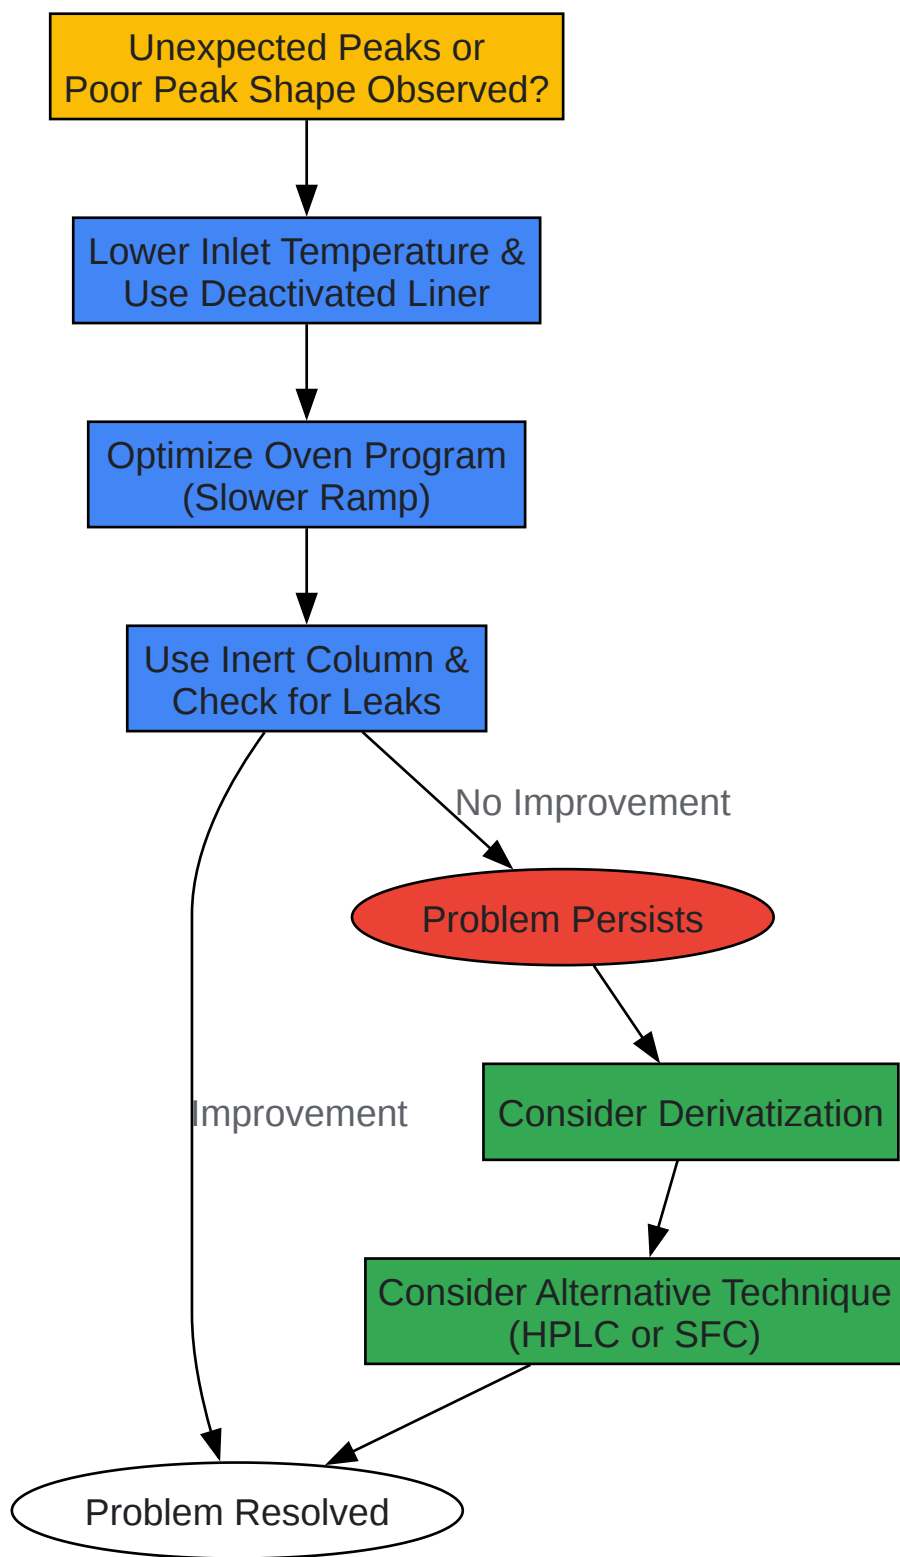 Unexpected Peaks or
Poor Peak Shape Observed?
Lower Inlet Temperature &
Use Deactivated Liner
Optimize Oven Program
(Slower Ramp)
Use Inert Column &
Check for Leaks
No Improvement
Problem Persists
Improvement
Consider Derivatization
Consider Alternative Technique
(HPLC or SFC)
Problem Resolved